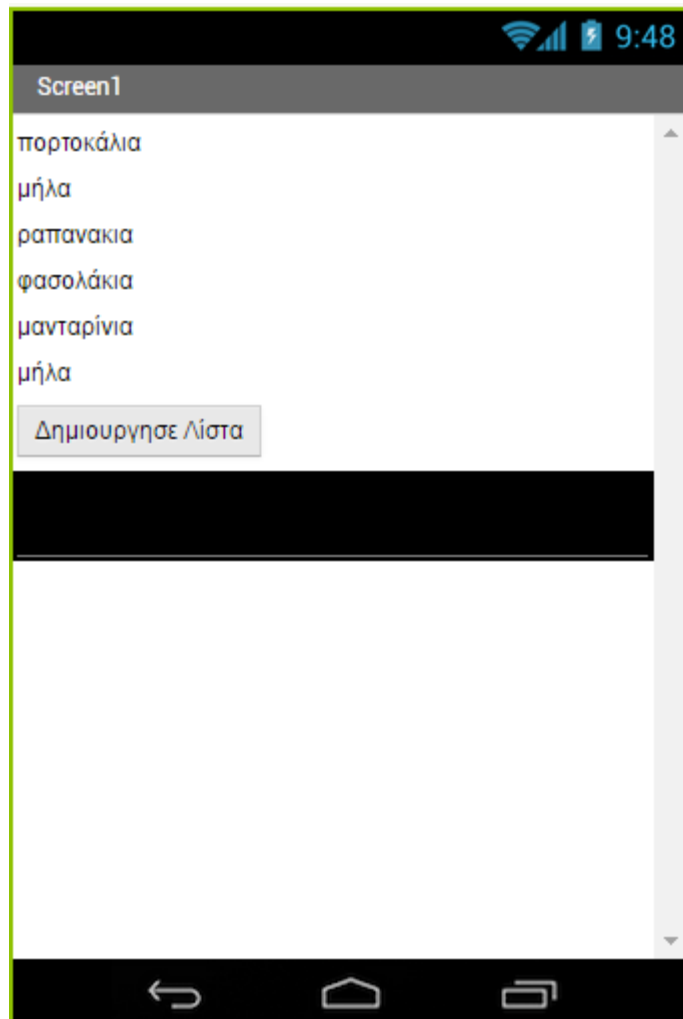 9:48
Screen1
πορτοκάλια
μήλα
ραπανακια
φασολάκια
μανταρίνια
μήλα
Δημιουργησε Λίστα